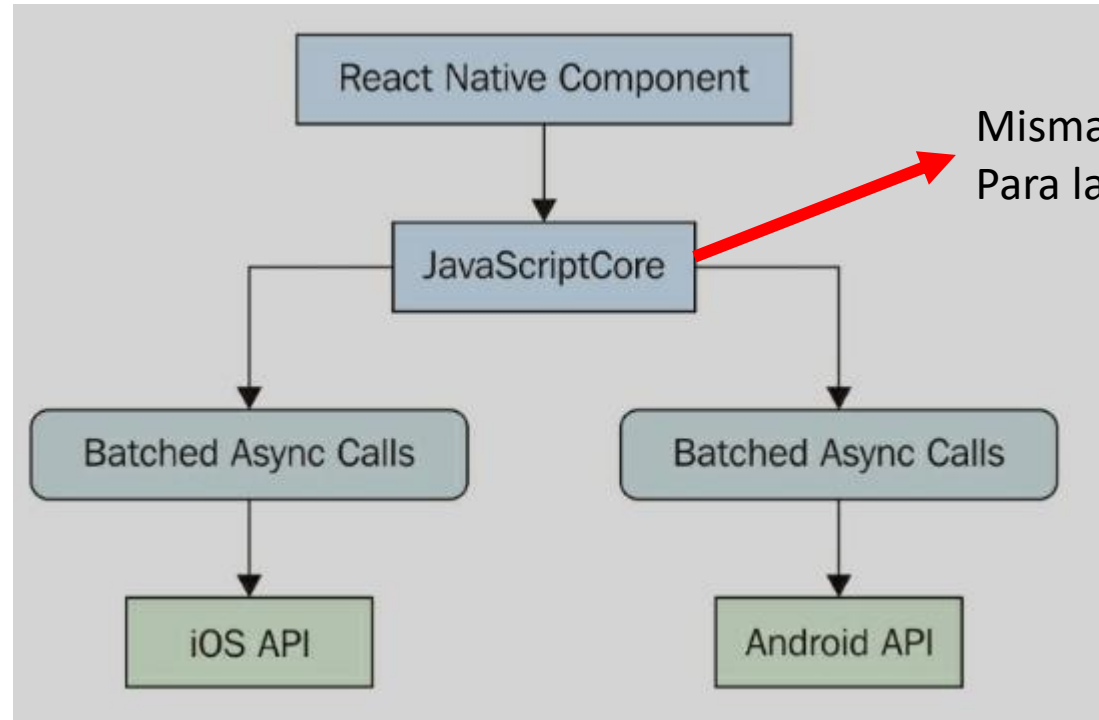 React Native Component
Misma
Para la
JavaScriptCore
Batched Async Calls
Batched Async Calls
iOS API
Android API